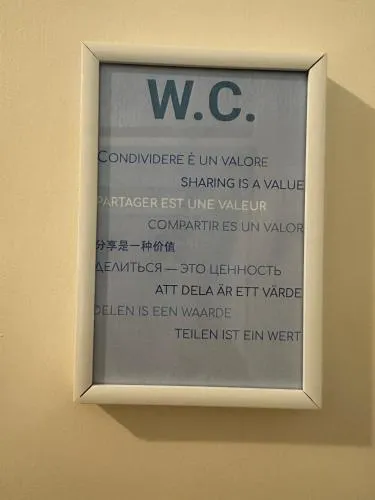 W.C.
CONDIVIDERE È UN VALORE
SHARING IS A VALUE
PARTAGER EST UNE VALEUR
COMPARTIR ES UN VALOR
分享是一种价值
ДЕЛИТЬСЯ — ЭТО ЦЕННОСТЬ
ATT DELA ÄR ETT VÄRDE
DELEN IS EEN WAARDE
TEILEN IST EIN WERT